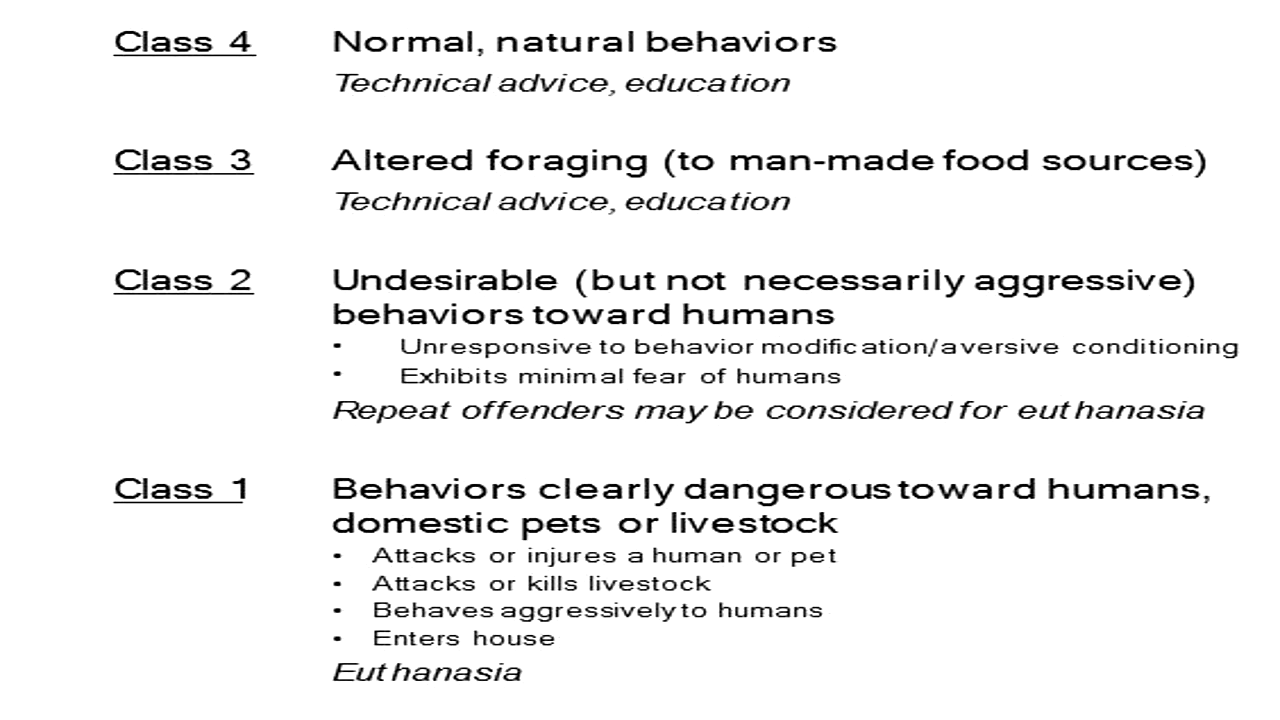 Class 4 Normal, natural behaviors
Technical advice, education
Class 3 Altered foraging (to man-made food sources)
Technical advice, education
Class 2 Undesirable (but not necessarily aggressive)
behaviors toward humans
• Unresponsive to behavior modification/aversive conditioning
• Exhibits minimal fear of humans
Repeat offenders may be considered for euthanasia
Class 1 Behaviors clearly dangerous toward humans,
domestic pets or livestock
• Attacks or injures a human or pet
• Attacks or kills livestock
• Behaves aggressively to humans
• Enters house
Euthanasia